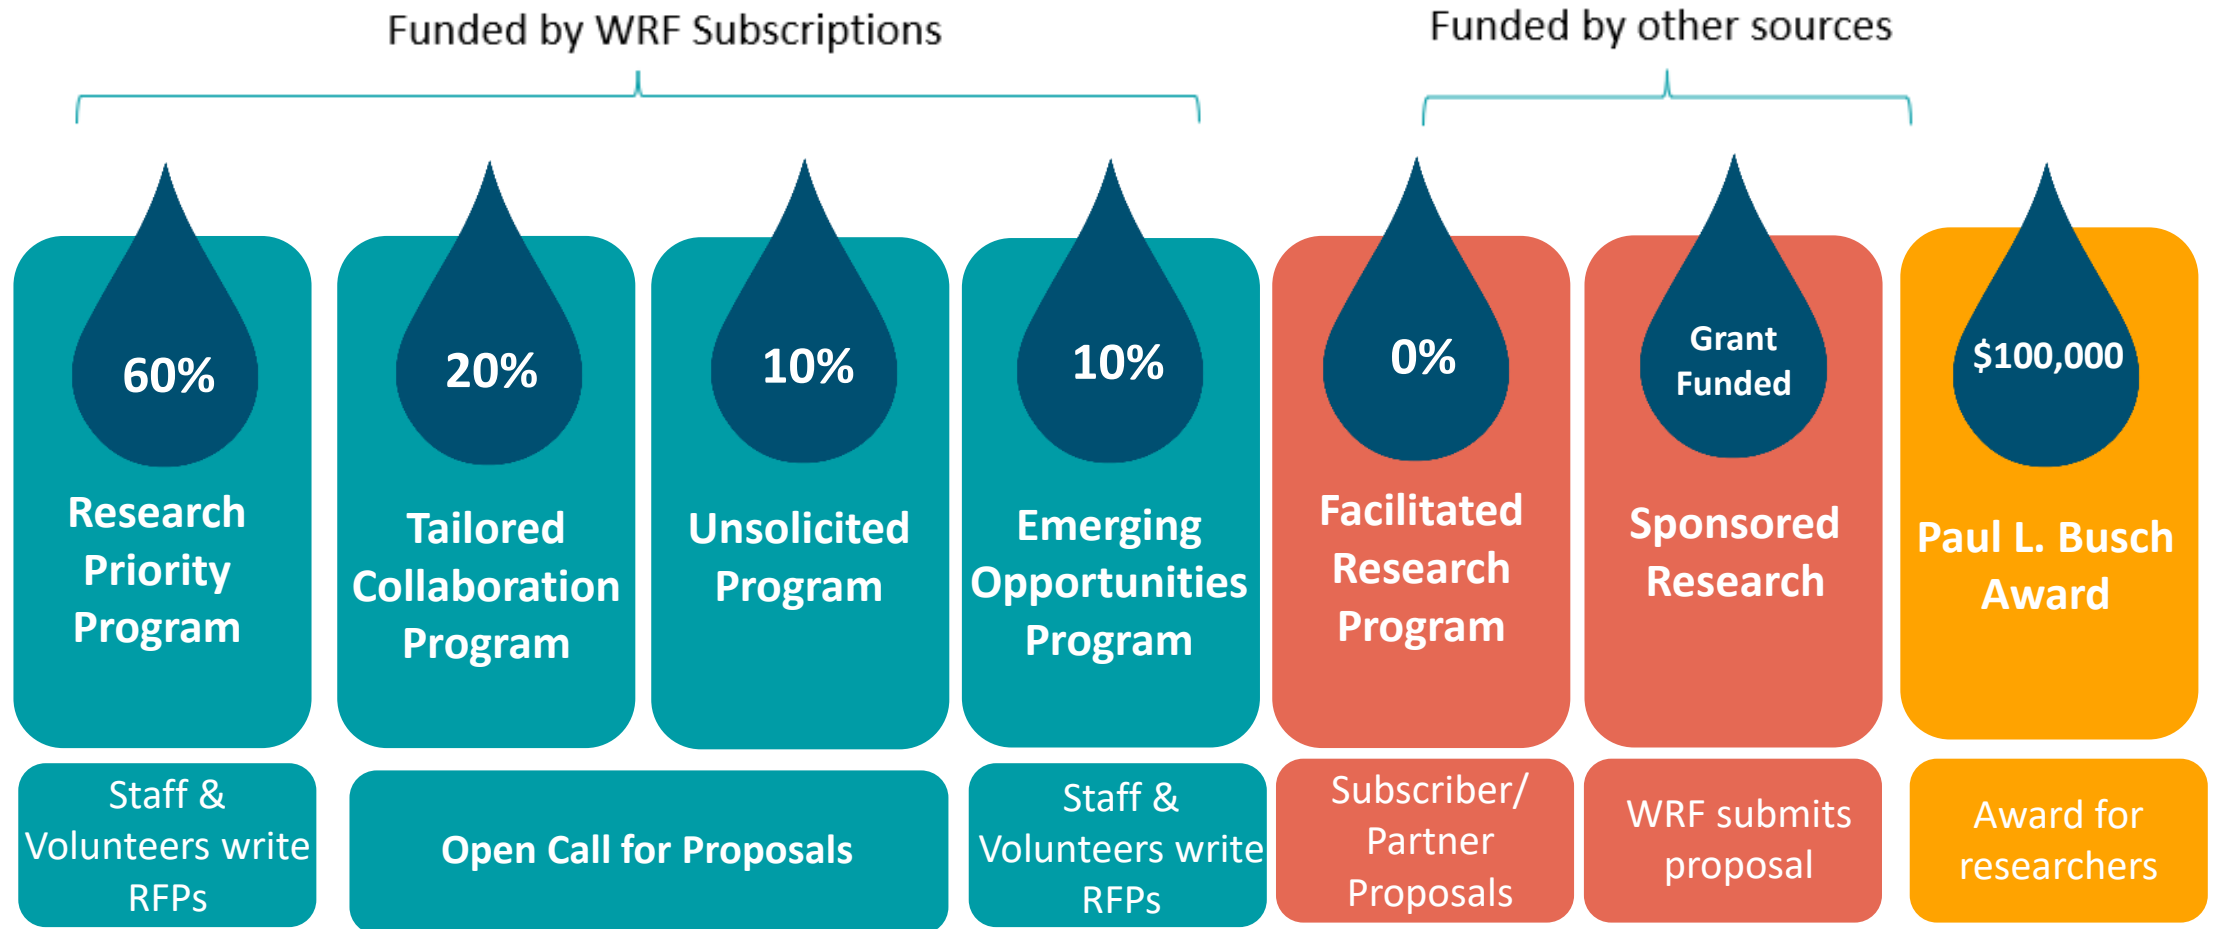 Funded by WRF Subscriptions
Funded by other sources
60%
Research
Priority
Program
20%
Tailored
Collaboration
Program
10%
Unsolicited
Program
10%
Emerging
Opportunities
Program
0%
Facilitated
Research
Program
Grant
Funded
Sponsored
Research
$100,000
Paul L. Busch
Award
Staff &
Volunteers write
RFPs
Open Call for Proposals
Staff &
Volunteers write
RFPs
Subscriber/
Partner
Proposals
WRF submits
proposal
Award for
researchers